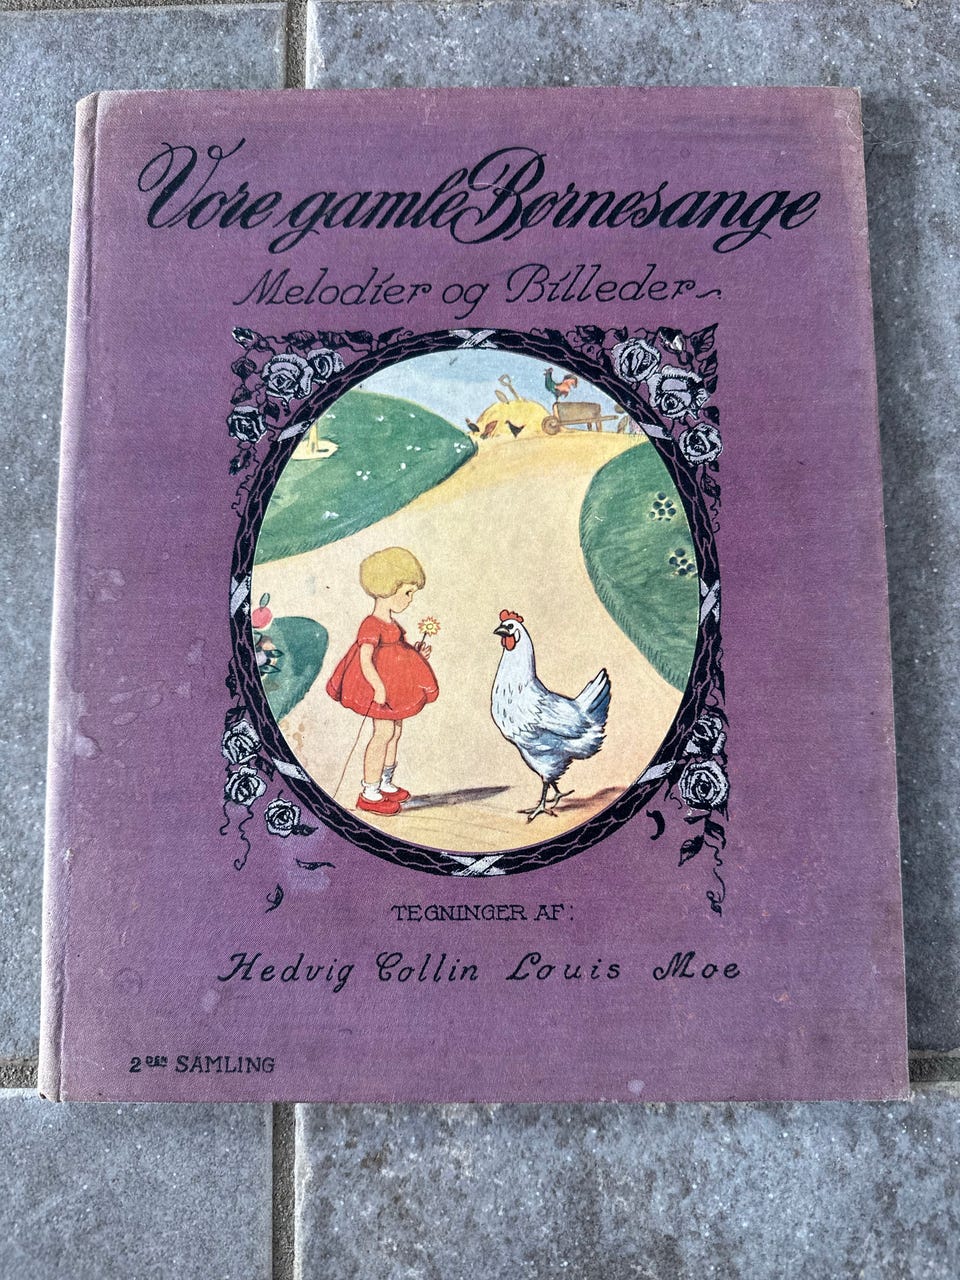 Vore gamle Børnesange
Melodier og Billeder
TEGNINGER AF:
Hedvig Collin Louis Moe
2DEN SAMLING